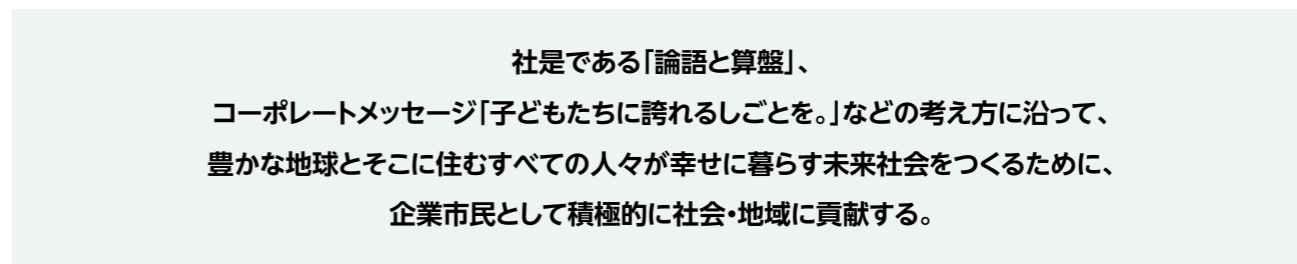 社是である「論語と算盤」、
コーポレートメッセージ「子どもたちに誇れるしごとを。」などの考え方に沿って、
豊かな地球とそこに住むすべての人々が幸せに暮らす未来社会をつくるために、
企業市民として積極的に社会・地域に貢献する。